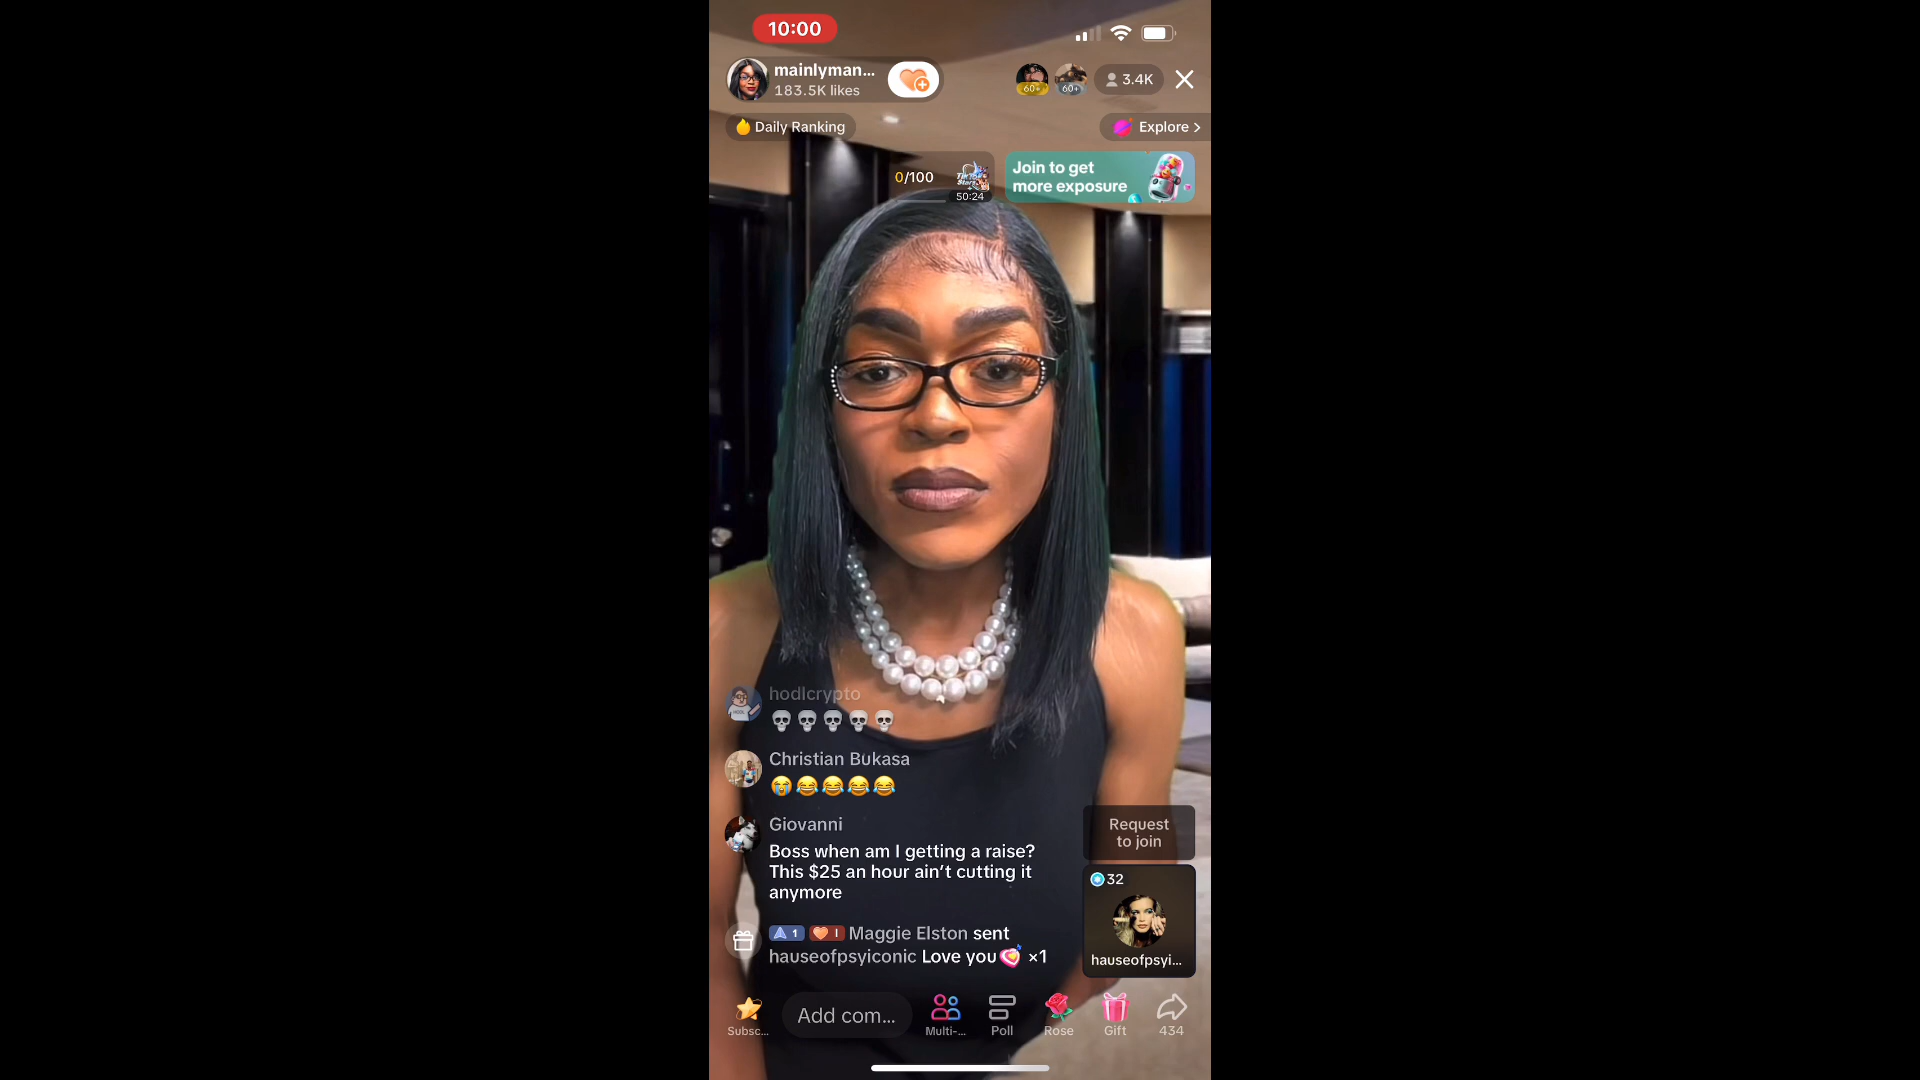 10:00
mainlyman...
183.5K likes
60+
60+
3.4K
Daily Ranking
Explore >
0/100
50:24
Join to get
more exposure
hodlcrypto
💀💀💀💀💀
Christian Bukasa
😭😂😂😂😂
Giovanni
Boss when am I getting a raise?
This $25 an hour ain’t cutting it
anymore
1 I Maggie Elston sent
hauseofpsyiconic Love you ×1
Request
to join
32
hauseofpsyi...
Subsc...
Add com...
Multi-...
Poll
Rose
Gift
434